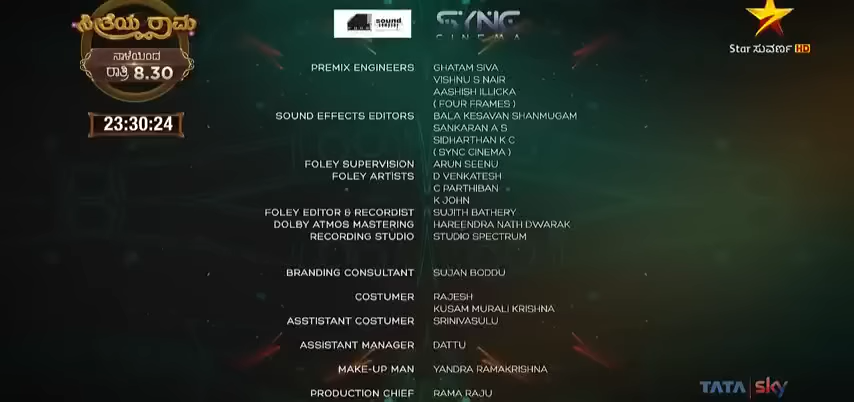 ಸೀತೆಯ ರಾಮ
ನಾಳೆಯಿಂದ
ರಾತ್ರಿ 8.30
23:30:24
sound
SYNC
CINEMA
Star ಸುವರ್ಣ HD
PREMIX ENGINEERS GHATAM SIVA
VISHNU S NAIR
AASHISH ILLICKA
( FOUR FRAMES )
SOUND EFFECTS EDITORS BALA KESAVAN SHANMUGAM
SANKARAN A S
SIDHARTHAN K C
( SYNC CINEMA )
FOLEY SUPERVISION ARUN SEENU
FOLEY ARTISTS D VENKATESH
C PARTHIBAN
K JOHN
FOLEY EDITOR & RECORDIST SUJITH BATHERY
DOLBY ATMOS MASTERING HAREENDRA NATH DWARAK
RECORDING STUDIO STUDIO SPECTRUM
BRANDING CONSULTANT SUJAN BODDU
COSTUMER RAJESH
KUSAM MURALI KRISHNA
ASSTISTANT COSTUMER SRINIVASULU
ASSISTANT MANAGER DATTU
MAKE-UP MAN YANDRA RAMAKRISHNA
PRODUCTION CHIEF RAMA RAJU
TATA sky